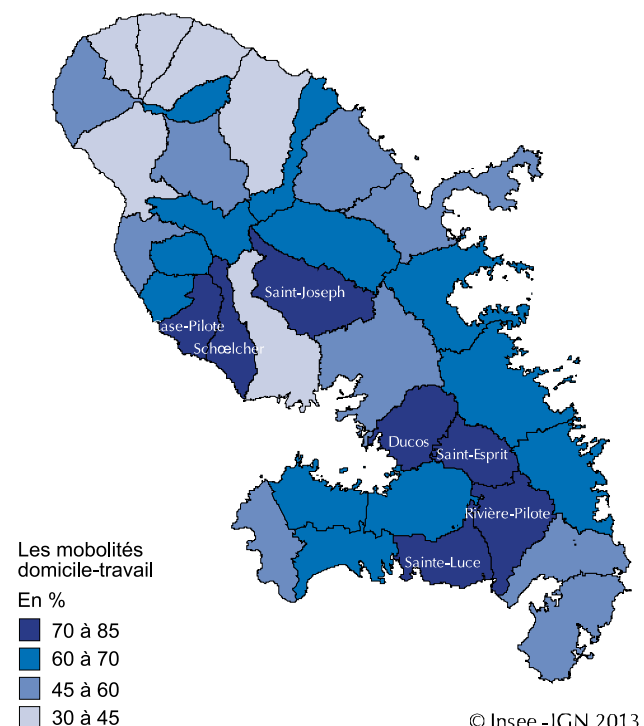 Saint-Joseph
Case-Pilote
Schœlcher
Ducos
Saint-Esprit
Rivière-Pilote
Sainte-Luce
Les mobolités
domicile-travail
En %
70 à 85
60 à 70
45 à 60
30 à 45
© Insee -IGN 2013